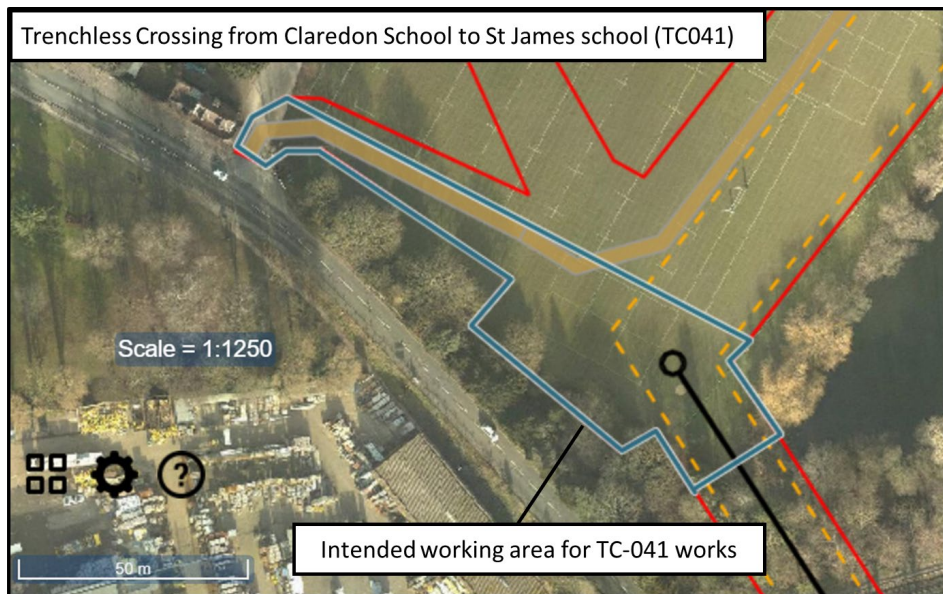 Trenchless Crossing from Claredon School to St James school (TC041)
Scale = 1:1250
?
50 m
Intended working area for TC-041 works